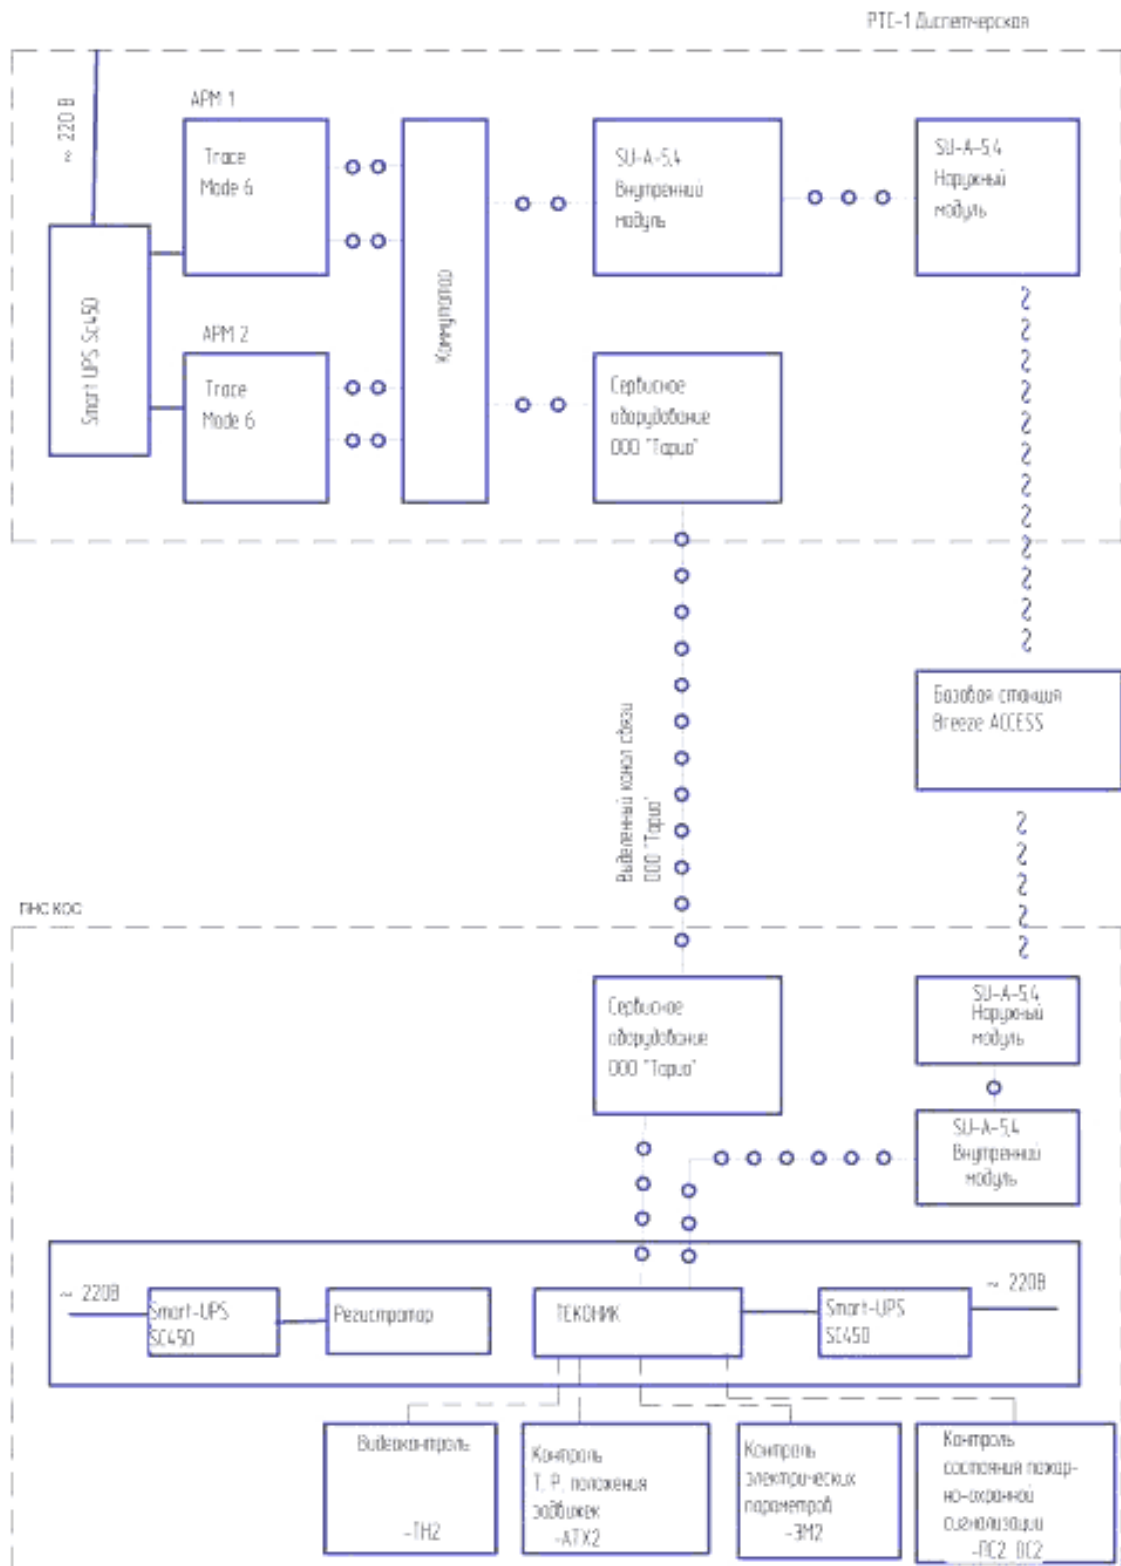 РТС-1 Диспетчерская
~ 220 В
АРМ 1
Trace
Mode 6
SU-A-5,4
Внутренний
модуль
SU-A-5,4
Наружный
модуль
Smart UPS Sc450
Коммутатор
АРМ 2
Trace
Mode 6
Сервисное
оборудование
ООО "Тарио"
Базовая станция
Breeze ACCESS
Выделенный канал связи
ООО "Тарио"
ПНС КОС
Сервисное
оборудование
ООО "Тарио"
SU-A-5,4
Наружный
модуль
SU-A-5,4
Внутренний
модуль
~ 220В
Smart-UPS
SC450
Регистратор
ТЕКОНИК
Smart-UPS
SC450
~ 220В
Видеоконтроль
-ТН2
Контроль
Т, Р, положения
задвижек
-АТХ2
Контроль
электрических
параметров
-ЭМ2
Контроль
состояния пожар-
но-охранной
сигнализации
-ПС2, ОС2